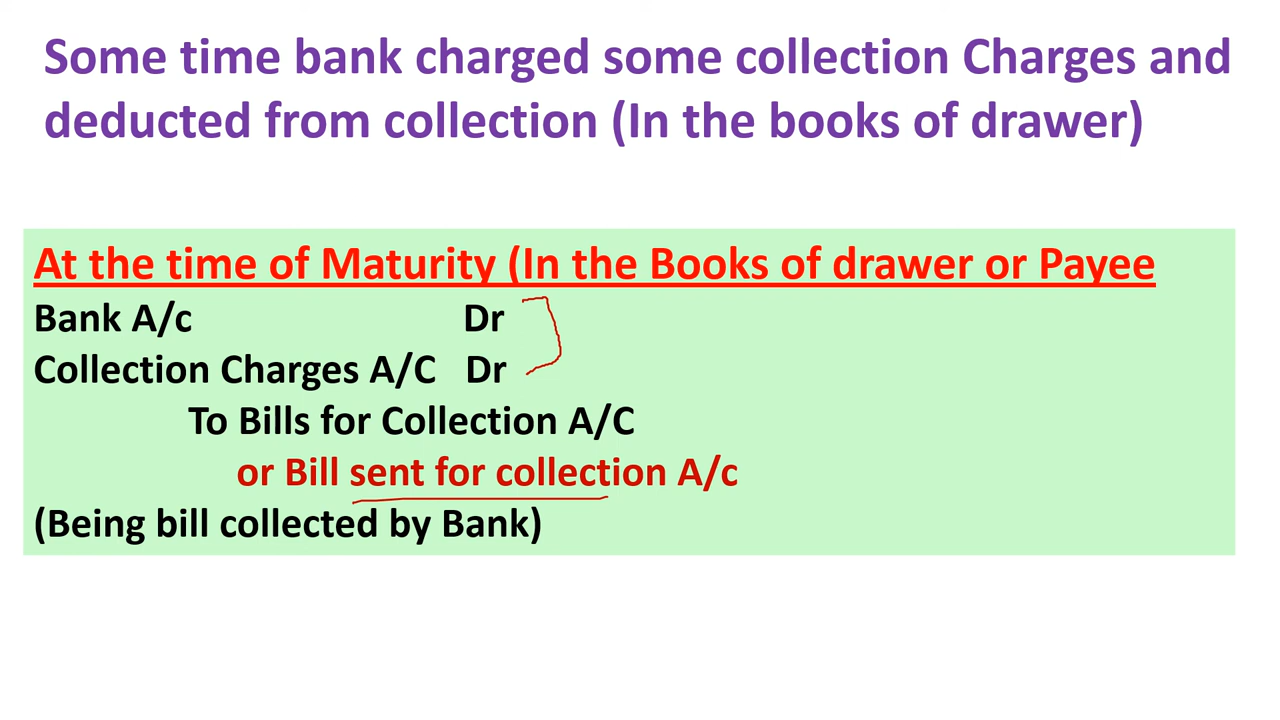 Some time bank charged some collection Charges and
deducted from collection (In the books of drawer)
At the time of Maturity (In the Books of drawer or Payee
Bank A/c Dr
Collection Charges A/C Dr
To Bills for Collection A/C
or Bill sent for collection A/c
(Being bill collected by Bank)